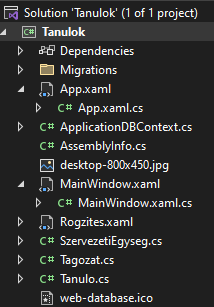 Solution 'Tanulok' (1 of 1 project)
Tanulok
Dependencies
Migrations
App.xaml
App.xaml.cs
ApplicationDBContext.cs
AssemblyInfo.cs
desktop-800x450.jpg
MainWindow.xaml
MainWindow.xaml.cs
Rogzites.xaml
SzervezetiEgyseg.cs
Tagozat.cs
Tanulo.cs
web-database.ico